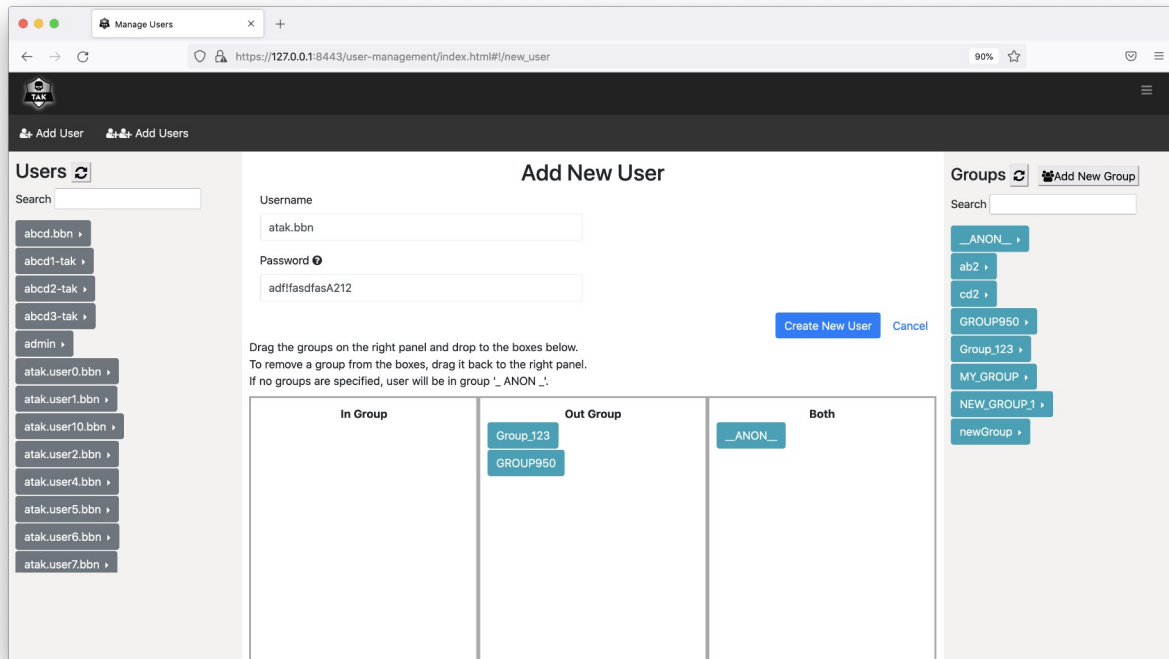 Manage Users
https://127.0.0.1:8443/user-management/index.html#!/new_user
90%
TAK
Add User
Add Users
Users
Search
abcd.bbn
abcd1-tak
abcd2-tak
abcd3-tak
admin
atak.user0.bbn
atak.user1.bbn
atak.user10.bbn
atak.user2.bbn
atak.user4.bbn
atak.user5.bbn
atak.user6.bbn
atak.user7.bbn
Add New User
Username
atak.bbn
Password
adf!fasdfasA212
Create New User
Cancel
Drag the groups on the right panel and drop to the boxes below.
To remove a group from the boxes, drag it back to the right panel.
If no groups are specified, user will be in group '_ ANON _'.
In Group
Out Group
Group_123
GROUP950
Both
__ANON__
Groups
Add New Group
Search
__ANON__
ab2
cd2
GROUP950
Group_123
MY_GROUP
NEW_GROUP_1
newGroup